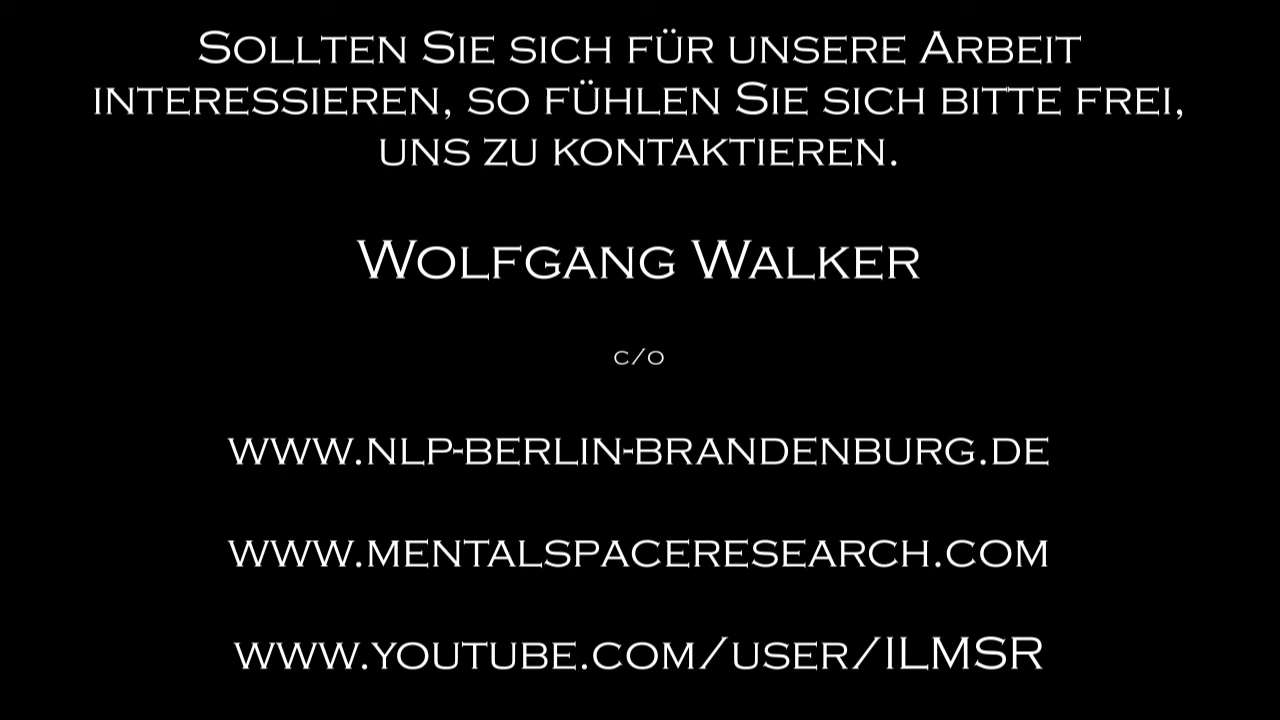 Sollten Sie sich für unsere Arbeit
interessieren, so fühlen Sie sich bitte frei,
uns zu kontaktieren.
Wolfgang Walker
c/o
www.nlp-berlin-brandenburg.de
www.mentalspaceresearch.com
www.youtube.com/user/ILMSR